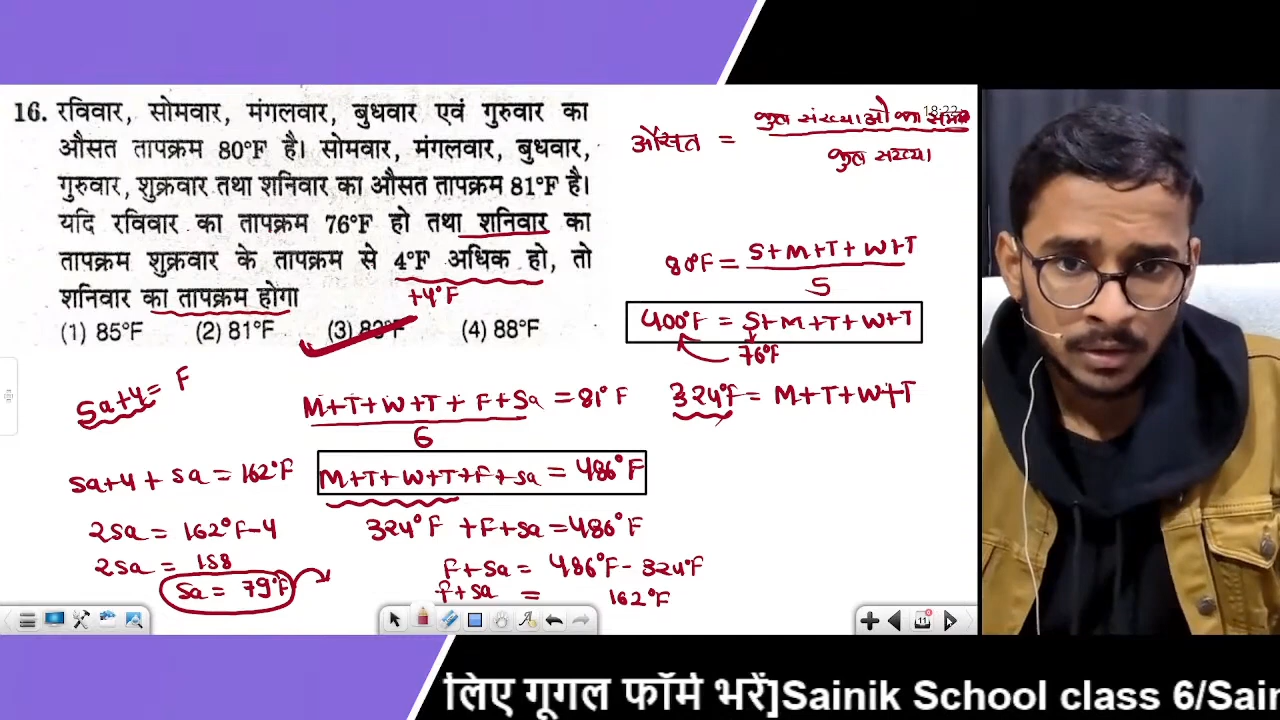 16. रविवार, सोमवार, मंगलवार, बुधवार एवं गुरुवार का
औसत तापक्रम 80°F है। सोमवार, मंगलवार, बुधवार,
गुरुवार, शुक्रवार तथा शनिवार का औसत तापक्रम 81°F है।
यदि रविवार का तापक्रम 76°F हो तथा शनिवार का
तापक्रम शुक्रवार के तापक्रम से 4°F अधिक हो, तो
शनिवार का तापक्रम होगा
+4°F
(1) 85°F (2) 81°F (3) (4) 88°F
18:22
औसत = कुल संख्याओ का
कुल संख्या
80°F = S+M+T+W+T
5
400°F = S+M+T+W+T
76°F
324°F = M+T+W+T
Sa+4 = F
M+T+W+T+F+Sa = 81°F
6
M+T+W+T+F+Sa = 486°F
324°F + F+Sa = 486°F
F+Sa = 486°F - 324°F
F+Sa = 162°F
Sa+4+Sa = 162°F
2Sa = 162°F-4
2Sa = 158
Sa = 79°F
11
लिए गूगल फॉर्म भरें]Sainik School class 6/Sain